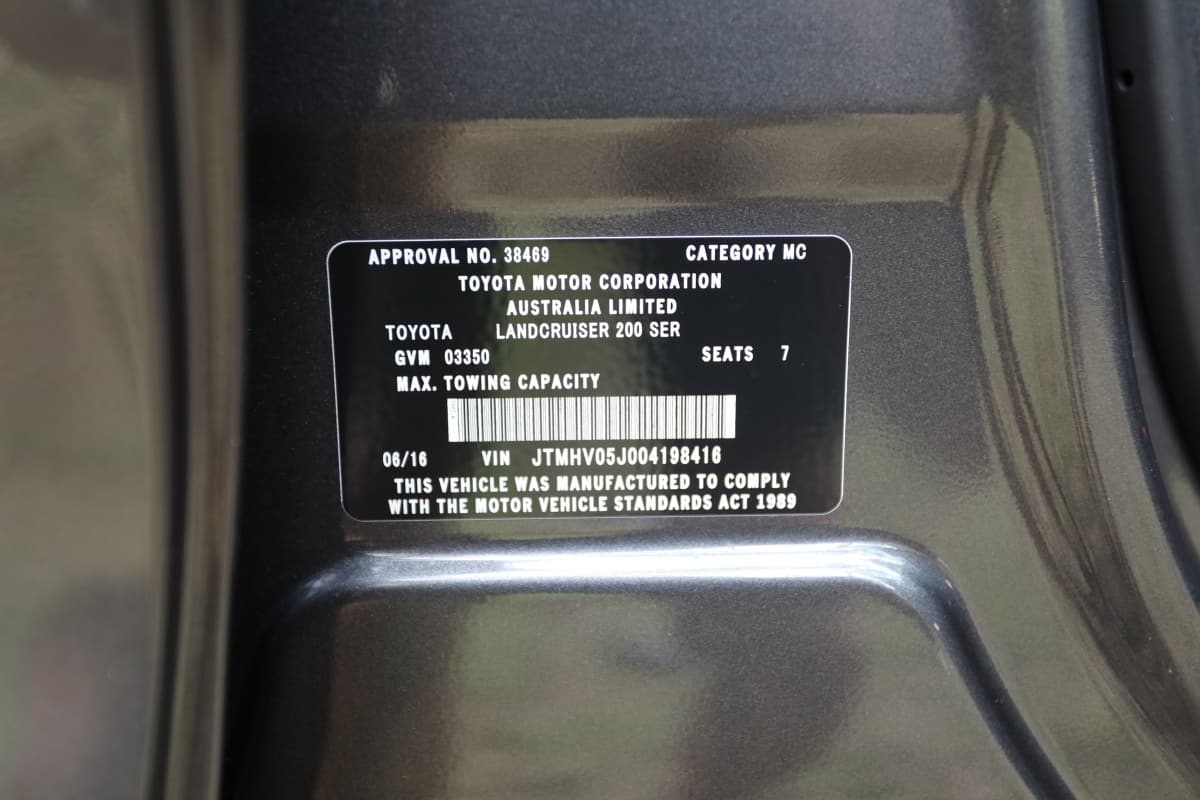 APPROVAL NO. 38469 CATEGORY MC
TOYOTA MOTOR CORPORATION
AUSTRALIA LIMITED
TOYOTA LANDCRUISER 200 SER
GVM 03350 SEATS 7
MAX. TOWING CAPACITY
06/16 VIN JTMHV05J004198416
THIS VEHICLE WAS MANUFACTURED TO COMPLY
WITH THE MOTOR VEHICLE STANDARDS ACT 1989